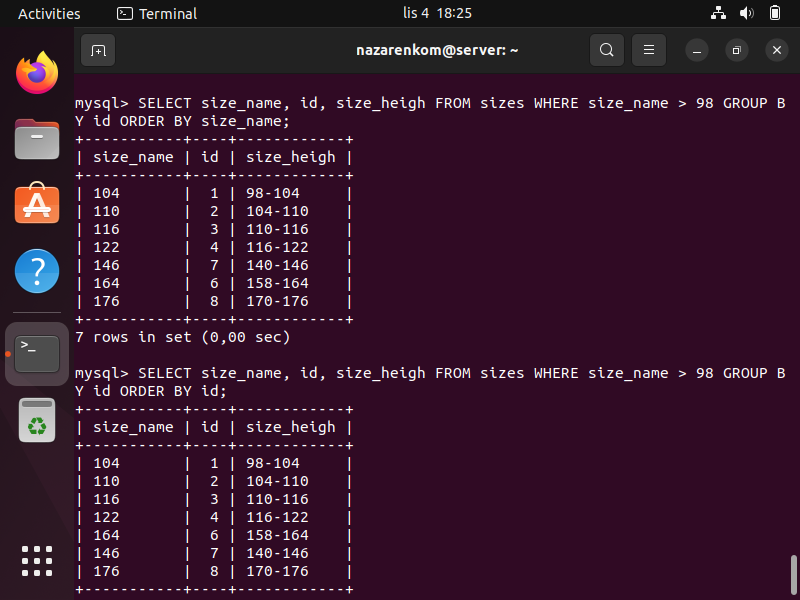 Activities
Terminal
lis 4 18:25
nazarenkom@server: ~
mysql> SELECT size_name, id, size_heigh FROM sizes WHERE size_name > 98 GROUP B
Y id ORDER BY size_name;
+-----------+----+------------+
| size_name | id | size_heigh |
+-----------+----+------------+
| 104       |  1 | 98-104     |
| 110       |  2 | 104-110    |
| 116       |  3 | 110-116    |
| 122       |  4 | 116-122    |
| 146       |  7 | 140-146    |
| 164       |  6 | 158-164    |
| 176       |  8 | 170-176    |
+-----------+----+------------+
7 rows in set (0,00 sec)
mysql> SELECT size_name, id, size_heigh FROM sizes WHERE size_name > 98 GROUP B
Y id ORDER BY id;
+-----------+----+------------+
| size_name | id | size_heigh |
+-----------+----+------------+
| 104       |  1 | 98-104     |
| 110       |  2 | 104-110    |
| 116       |  3 | 110-116    |
| 122       |  4 | 116-122    |
| 164       |  6 | 158-164    |
| 146       |  7 | 140-146    |
| 176       |  8 | 170-176    |
+-----------+----+------------+